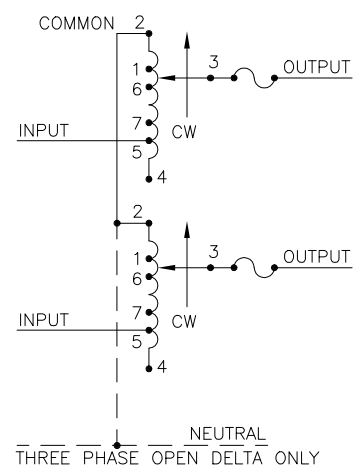 COMMON 2
3 OUTPUT
1
6
INPUT 7 CW
5
4
2
3 OUTPUT
1
6
INPUT 7 CW
5
4
NEUTRAL
THREE PHASE OPEN DELTA ONLY